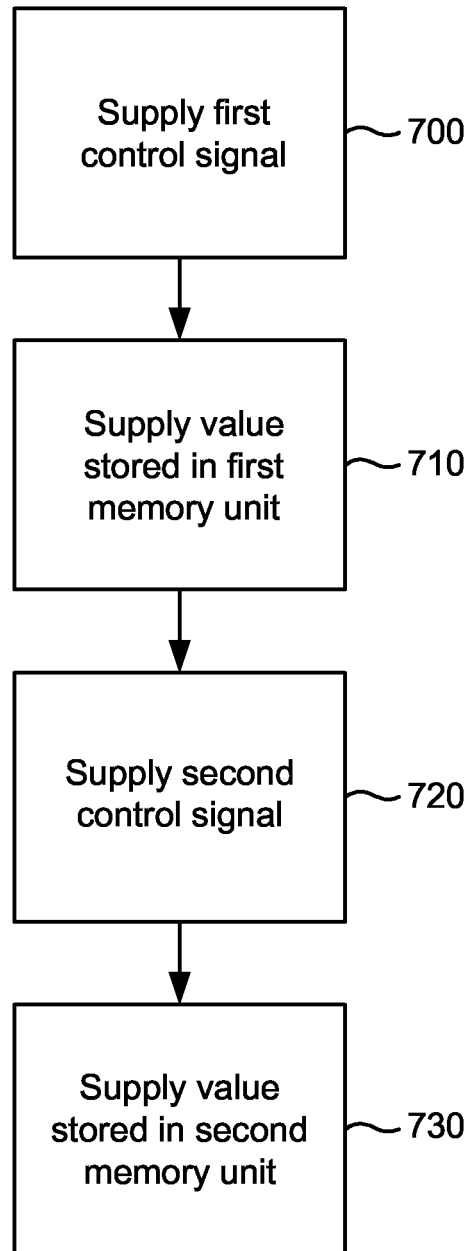 Supply first
control signal
700
Supply value
stored in first
memory unit
710
Supply second
control signal
720
Supply value
stored in second
memory unit
730